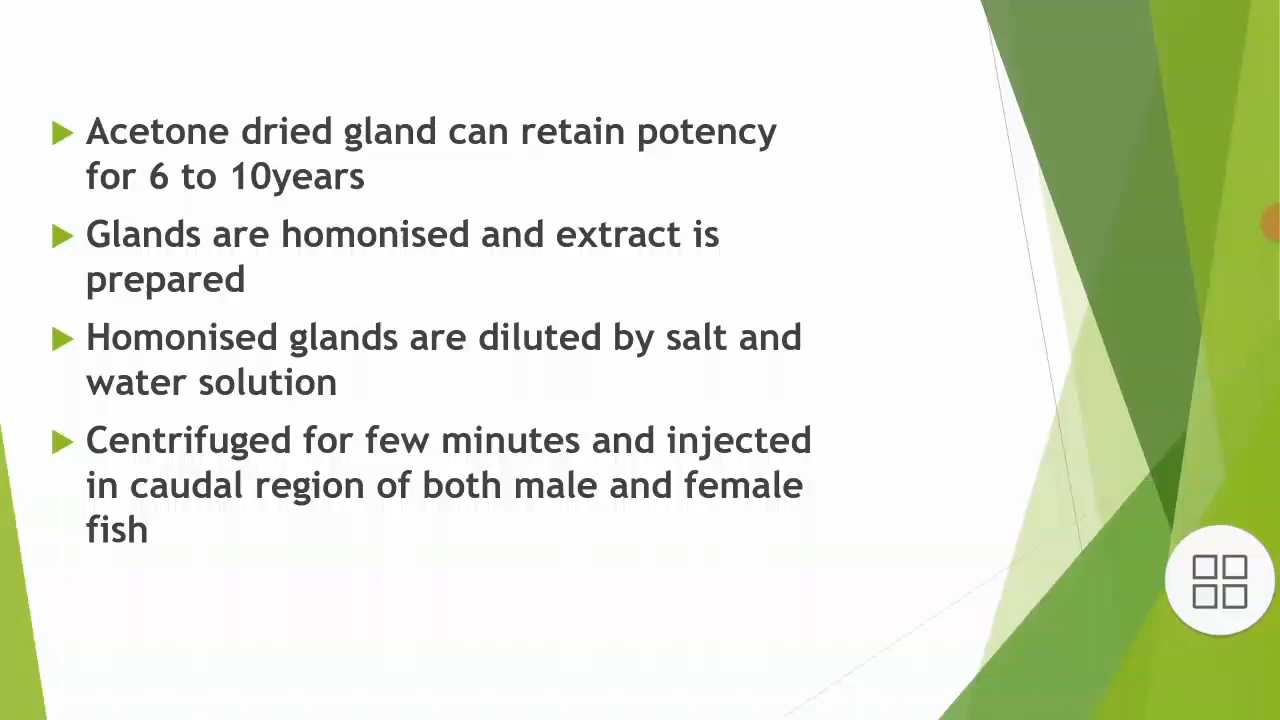 Acetone dried gland can retain potency
for 6 to 10years
Glands are homonised and extract is
prepared
Homonised glands are diluted by salt and
water solution
Centrifuged for few minutes and injected
in caudal region of both male and female
fish